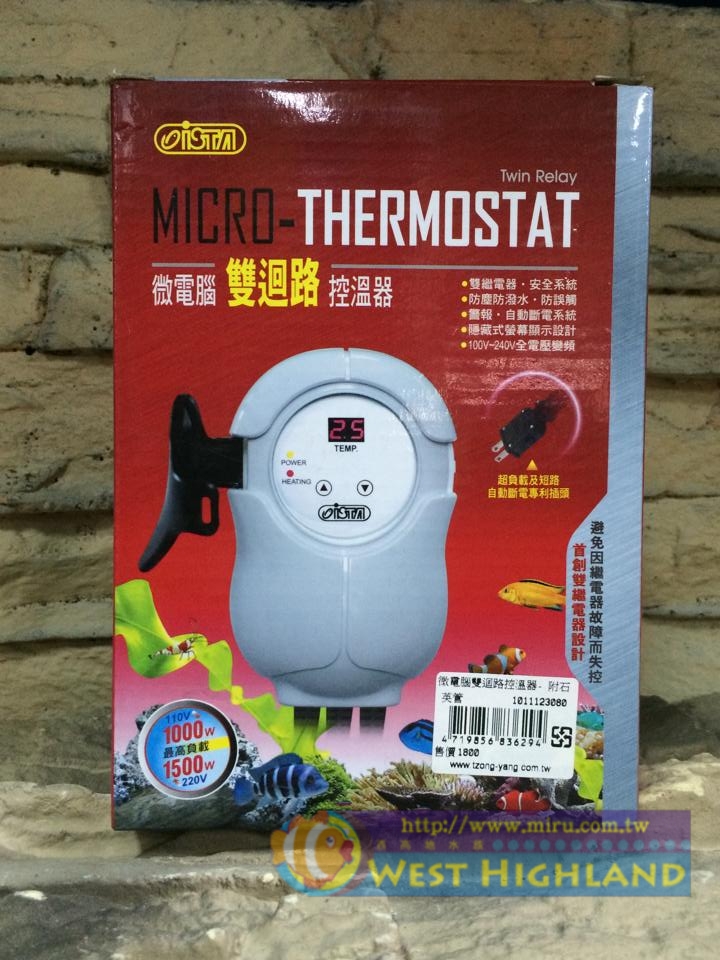 ISTA
Twin Relay
MICRO-THERMOSTAT
微電腦 雙迴路 控溫器
•雙繼電器・安全系統
•防塵防潑水・防誤觸
•警報・自動斷電系統
•隱藏式螢幕顯示設計
•100V~240V全電壓變頻
25
TEMP.
POWER
HEATING
ISTA
超負載及短路
自動斷電專利插頭
避免因繼電器故障而失控
首創雙繼電器設計
110V
1000W
最高負載
1500W
220V
微電腦雙迴路控溫器- 附石
英管 1011123080
4719856836294
售價1800
www.tzong-yang.com.tw
http://www.miru.com.tw
WEST HIGHLAND